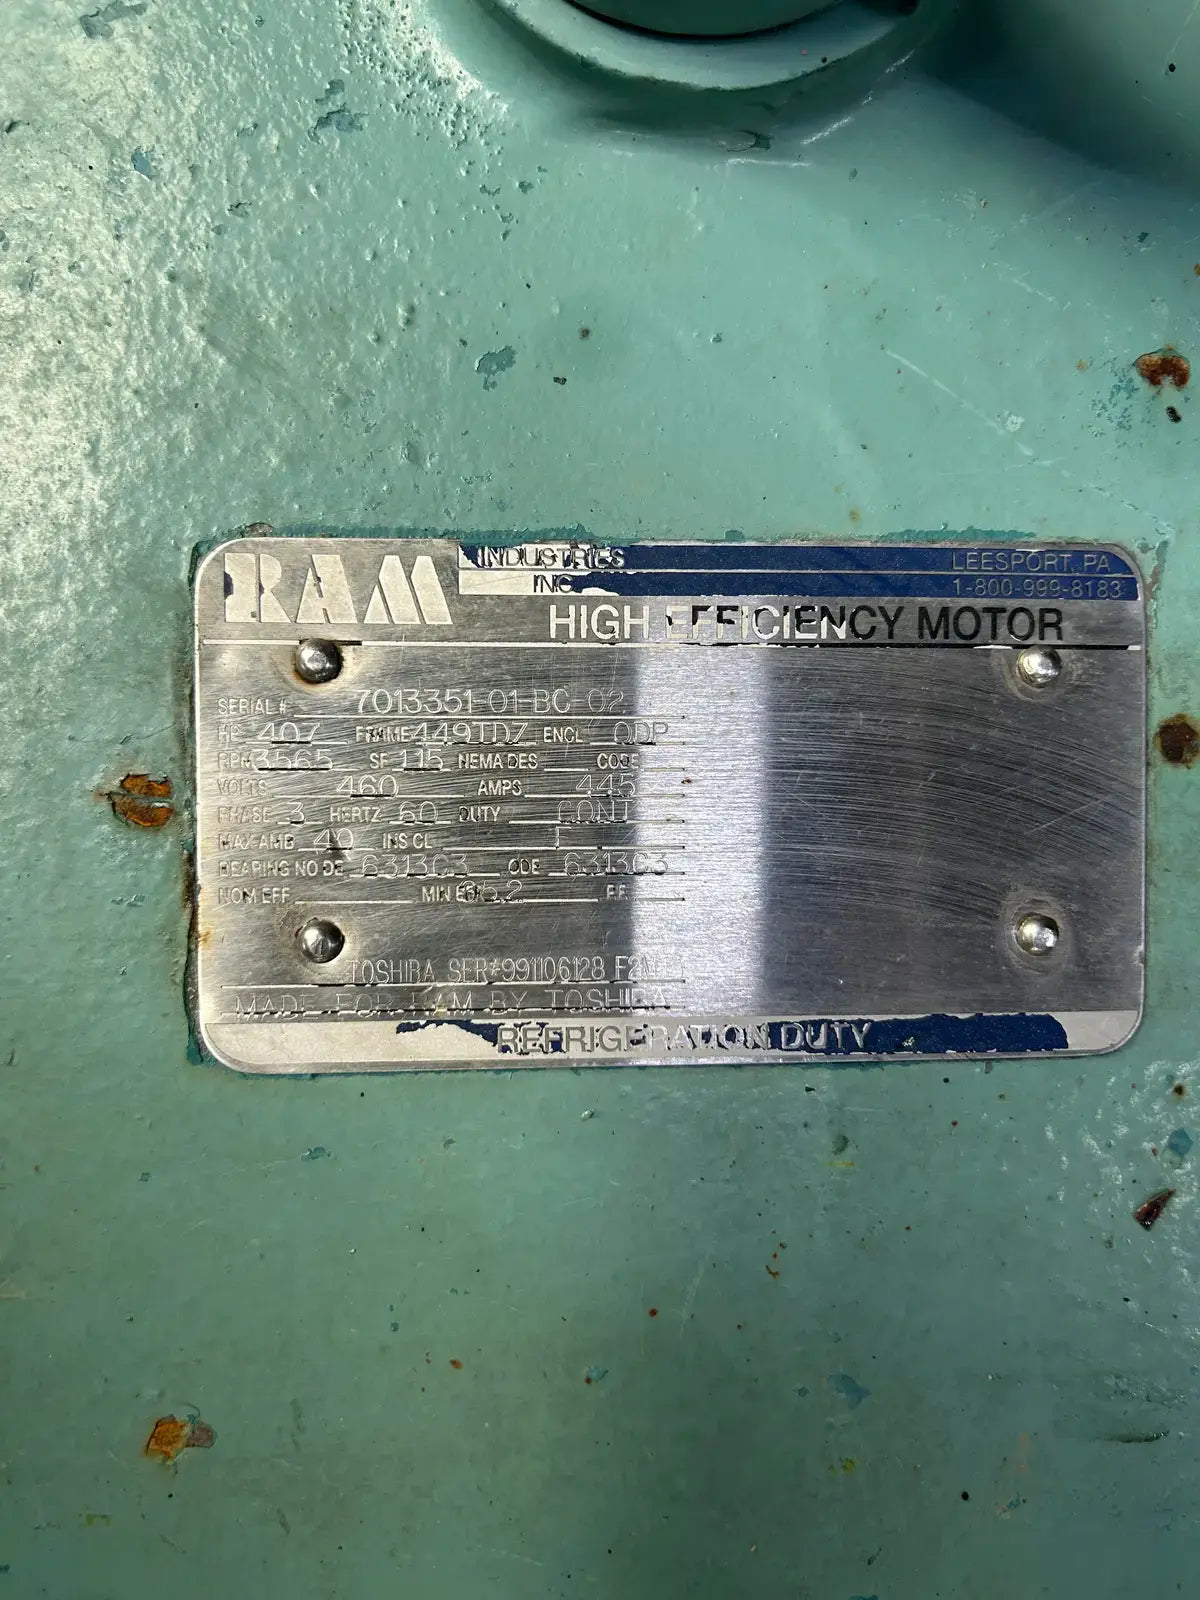 RAM INDUSTRIES INC LEESPORT, PA
1-800-999-8183
HIGH EFFICIENCY MOTOR
SERIAL # 7013351-01-BC-02
HP 407 FRAME 449TDZ ENCL ODP
RPM 3565 SF 1.15 NEMA DES CODE
VOLTS 460 AMPS 445
PHASE 3 HERTZ 60 DUTY CONT
MAX AMB 40 INS CL F
BEARING NO DE 6313C3 ODE 6313C3
NOM EFF MIN EFF P.F.
TOSHIBA SER#991106128
MADE FOR RAM BY TOSHIBA
REFRIGERATION DUTY